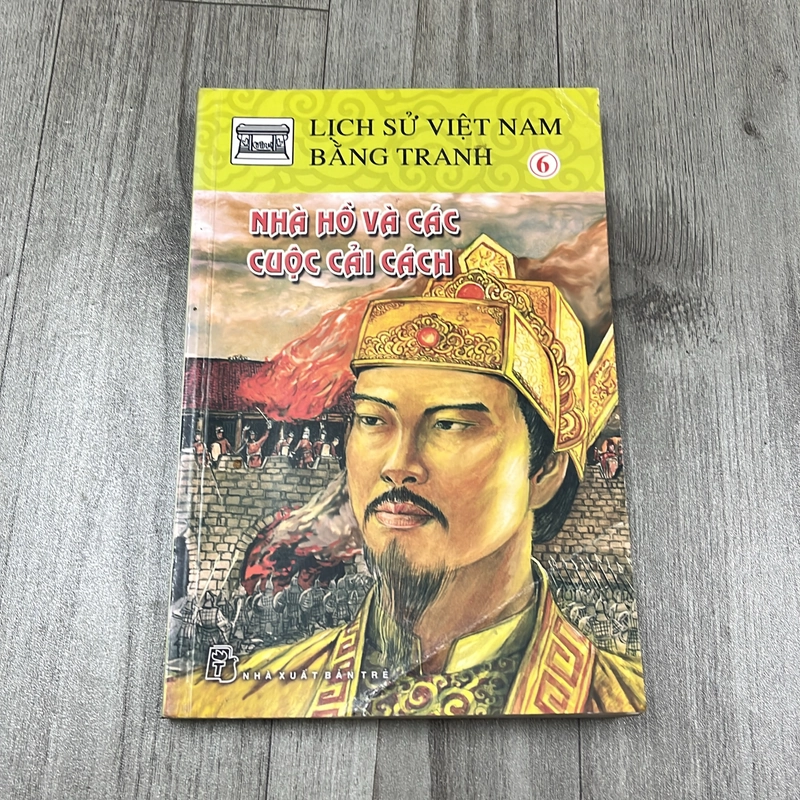 LỊCH SỬ VIỆT NAM
BẰNG TRANH 6
NHÀ HỒ VÀ CÁC
CUỘC CẢI CÁCH
NHÀ XUẤT BẢN TRẺ